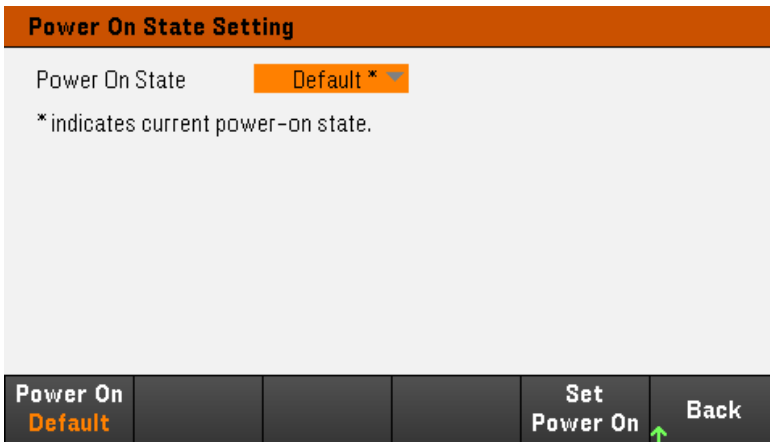 Power On State Setting
Power On State Default *
* indicates current power-on state.
Power On
Default
Set
Power On
Back